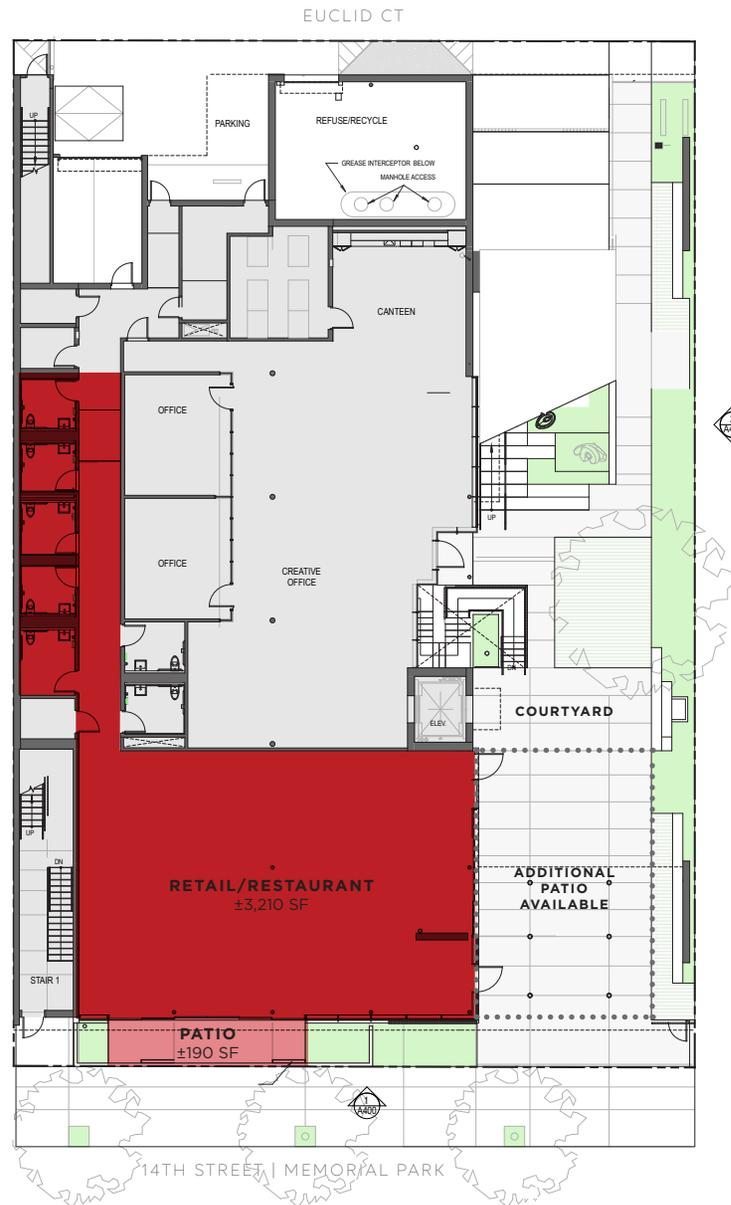 EUCLID CT
UP
PARKING
REFUSE/RECYCLE
GREASE INTERCEPTOR BELOW
MANHOLE ACCESS
CANTEEN
OFFICE
UP
OFFICE
CREATIVE
OFFICE
DN
ELEV.
COURTYARD
UP
DN
RETAIL/RESTAURANT
±3,210 SF
ADDITIONAL
PATIO
AVAILABLE
STAIR 1
PATIO
±190 SF
1
A400
14TH STREET | MEMORIAL PARK